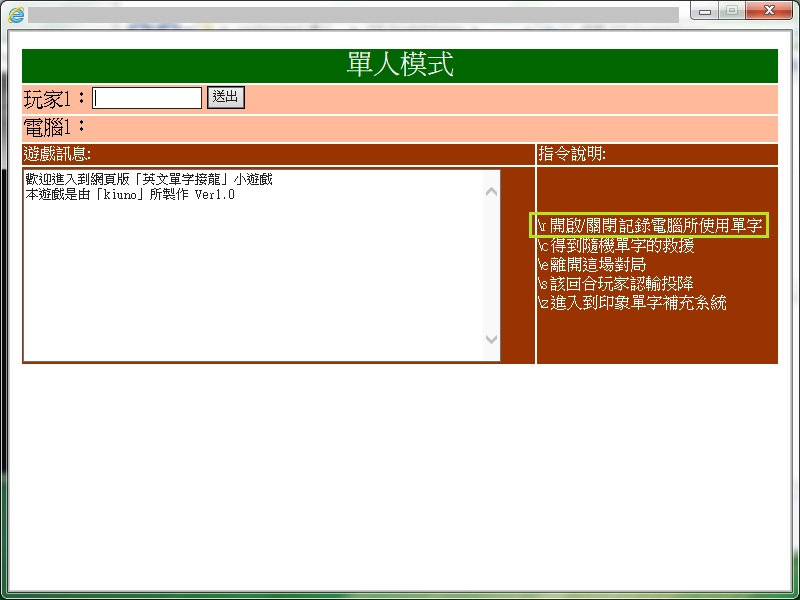 單人模式
玩家1：
送出
電腦1：
遊戲訊息:
指令說明:
歡迎進入到網頁版「英文單字接龍」小遊戲
本遊戲是由「kiuno」所製作 Ver1.0
\r 開啟/關閉記錄電腦所使用單字
\c 得到隨機單字的救援
\e 離開這場對局
\s 該回合玩家認輸投降
\z 進入到印象單字補充系統